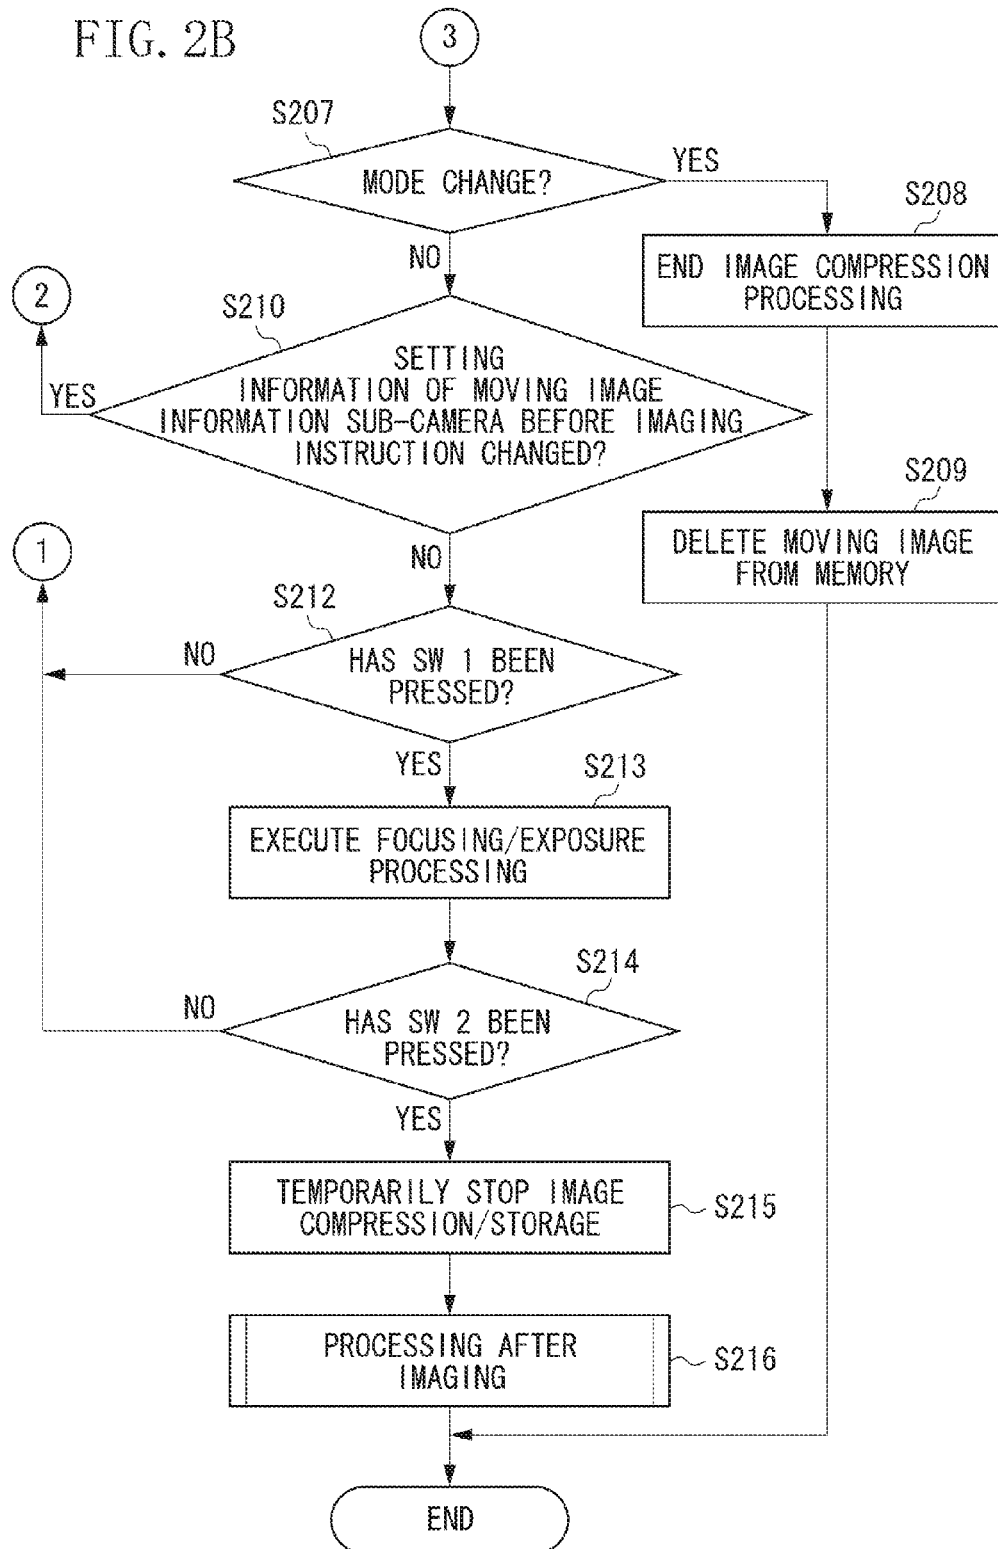 FIG. 2B
3
S207
MODE CHANGE?
YES
NO
S208
END IMAGE COMPRESSION
PROCESSING
2
S210
YES
SETTING
INFORMATION OF MOVING IMAGE
INFORMATION SUB-CAMERA BEFORE IMAGING
INSTRUCTION CHANGED?
NO
S209
DELETE MOVING IMAGE
FROM MEMORY
1
S212
NO
HAS SW 1 BEEN
PRESSED?
YES
S213
EXECUTE FOCUSING/EXPOSURE
PROCESSING
S214
NO
HAS SW 2 BEEN
PRESSED?
YES
TEMPORARILY STOP IMAGE
COMPRESSION/STORAGE
S215
PROCESSING AFTER
IMAGING
S216
END